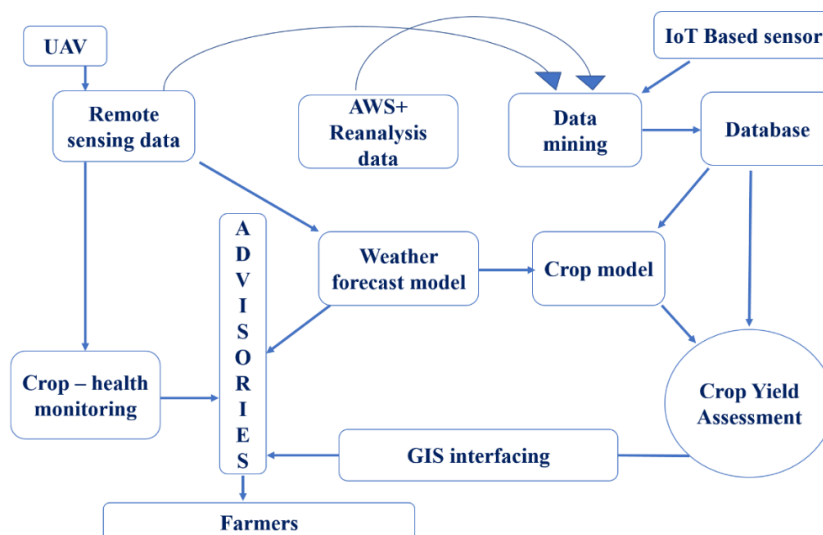 UAV
IoT Based sensor
Remote
sensing data
AWS+
Reanalysis
data
Data
mining
Database
A
D
V
I
S
O
R
I
E
S
Weather
forecast model
Crop model
Crop – health
monitoring
Crop Yield
Assessment
GIS interfacing
Farmers